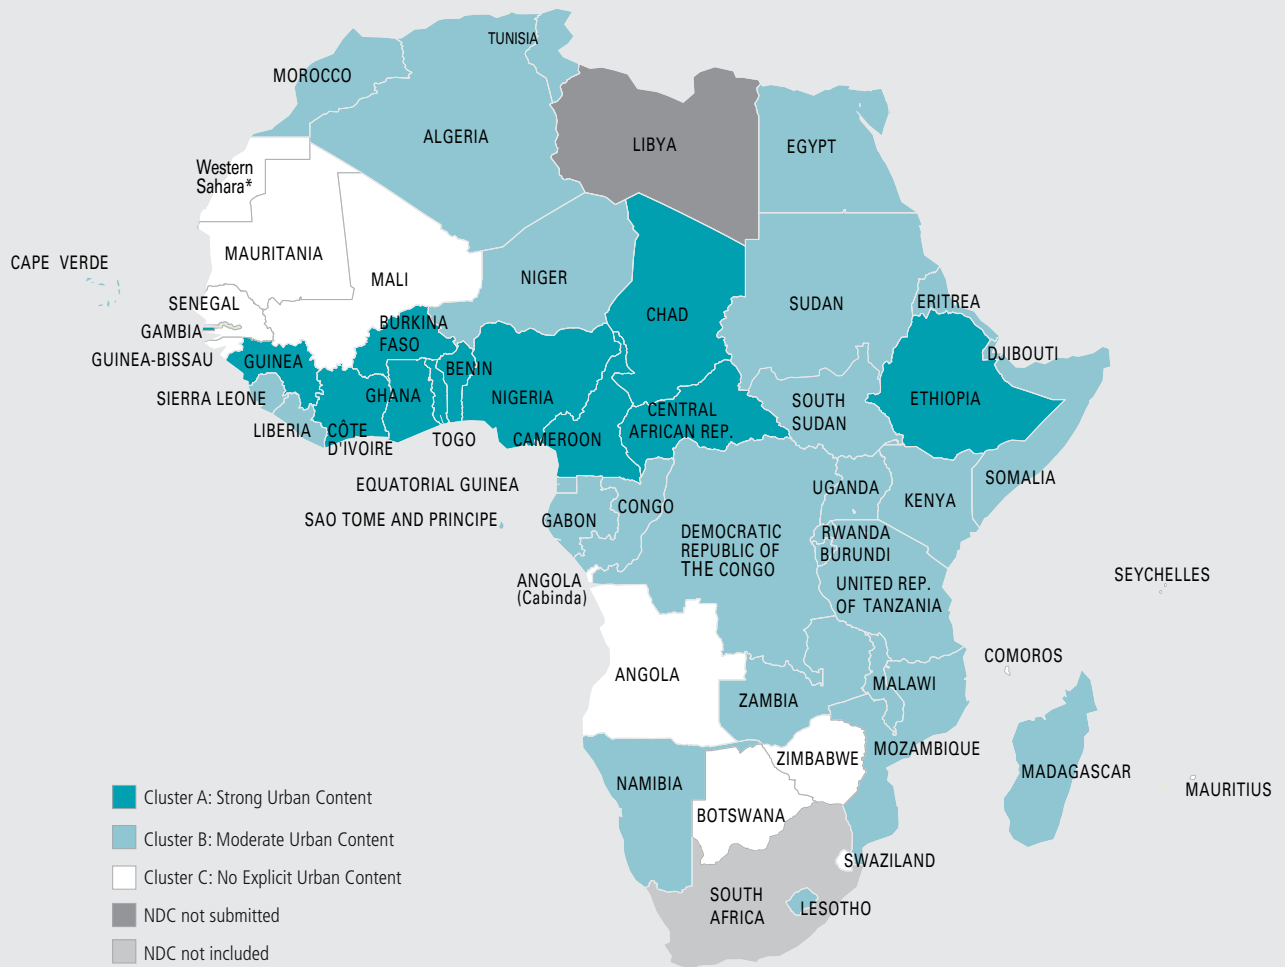 TUNISIA
MOROCCO
ALGERIA
LIBYA
EGYPT
Western
Sahara*
MAURITANIA
MALI
NIGER
CAPE VERDE
SENEGAL
CHAD
SUDAN
ERITREA
GAMBIA
BURKINA
FASO
GUINEA-BISSAU
GUINEA
BENIN
DJIBOUTI
SIERRA LEONE
GHANA
NIGERIA
CENTRAL
AFRICAN REP.
SOUTH
SUDAN
ETHIOPIA
LIBERIA
CÔTE
D'IVOIRE
TOGO
CAMEROON
EQUATORIAL GUINEA
SAO TOME AND PRINCIPE
GABON
CONGO
UGANDA
KENYA
SOMALIA
DEMOCRATIC
REPUBLIC OF
THE CONGO
RWANDA
BURUNDI
ANGOLA
(Cabinda)
UNITED REP.
OF TANZANIA
SEYCHELLES
COMOROS
ANGOLA
ZAMBIA
MALAWI
MOZAMBIQUE
ZIMBABWE
MADAGASCAR
MAURITIUS
NAMIBIA
BOTSWANA
SWAZILAND
SOUTH
AFRICA
LESOTHO
Cluster A: Strong Urban Content
Cluster B: Moderate Urban Content
Cluster C: No Explicit Urban Content
NDC not submitted
NDC not included